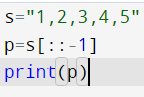 s="1,2,3,4,5"
p=s[::-1]
print(p)